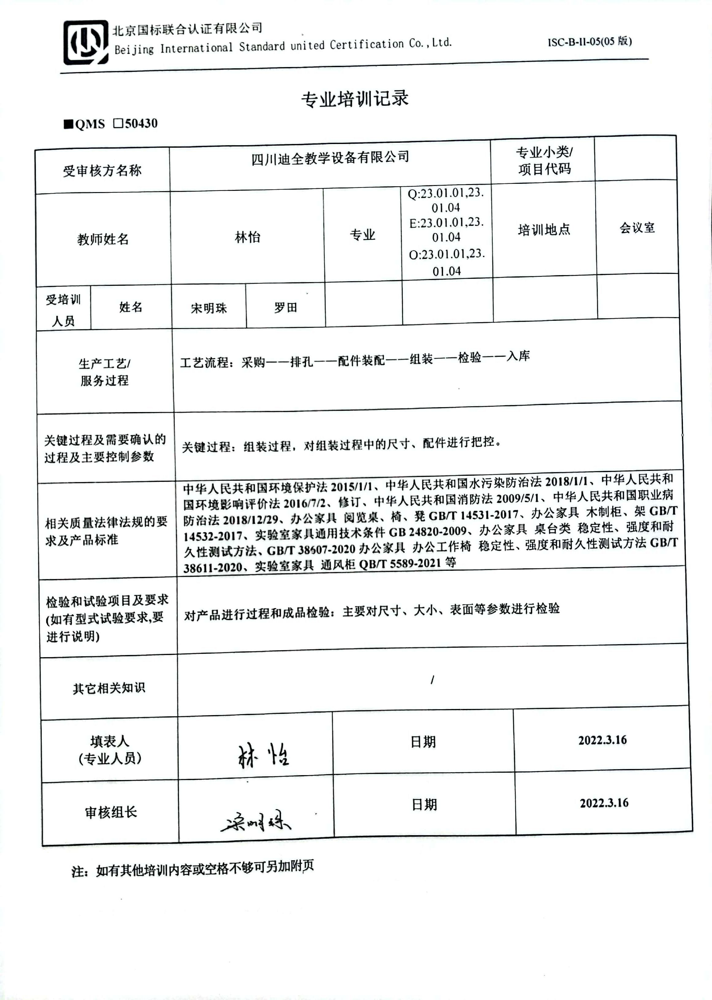 北京国标联合认证有限公司
Beijing International Standard united Certification Co.,Ltd.
ISC-B-II-05(05 版)
专业培训记录
■QMS □50430
受审核方名称
四川迪全教学设备有限公司
专业小类/
项目代码
教师姓名
林怡
专业
Q:23.01.01,23.
01.04
E:23.01.01,23.
01.04
O:23.01.01,23.
01.04
培训地点
会议室
受培训
人员
姓名
宋明珠
罗田
生产工艺/
服务过程
工艺流程：采购——排孔——配件装配——组装——检验——入库
关键过程及需要确认的
过程及主要控制参数
关键过程：组装过程，对组装过程中的尺寸、配件进行把控。
相关质量法律法规的要
求及产品标准
中华人民共和国环境保护法 2015/1/1、中华人民共和国水污染防治法 2018/1/1、中华人民共和
国环境影响评价法 2016/7/2、修订、中华人民共和国消防法 2009/5/1、中华人民共和国职业病
防治法 2018/12/29、办公家具 阅览桌、椅、凳 GB/T 14531-2017、办公家具 木制柜、架 GB/T
14532-2017、实验室家具通用技术条件 GB 24820-2009、办公家具 桌台类 稳定性、强度和耐
久性测试方法、GB/T 38607-2020 办公家具 办公工作椅 稳定性、强度和耐久性测试方法 GB/T
38611-2020、实验室家具 通风柜 QB/T 5589-2021 等
检验和试验项目及要求
(如有型式试验要求,要
进行说明)
对产品进行过程和成品检验：主要对尺寸、大小、表面等参数进行检验
其它相关知识
/
填表人
(专业人员)
林怡
日期
2022.3.16
审核组长
宋明珠
日期
2022.3.16
注：如有其他培训内容或空格不够可另加附页